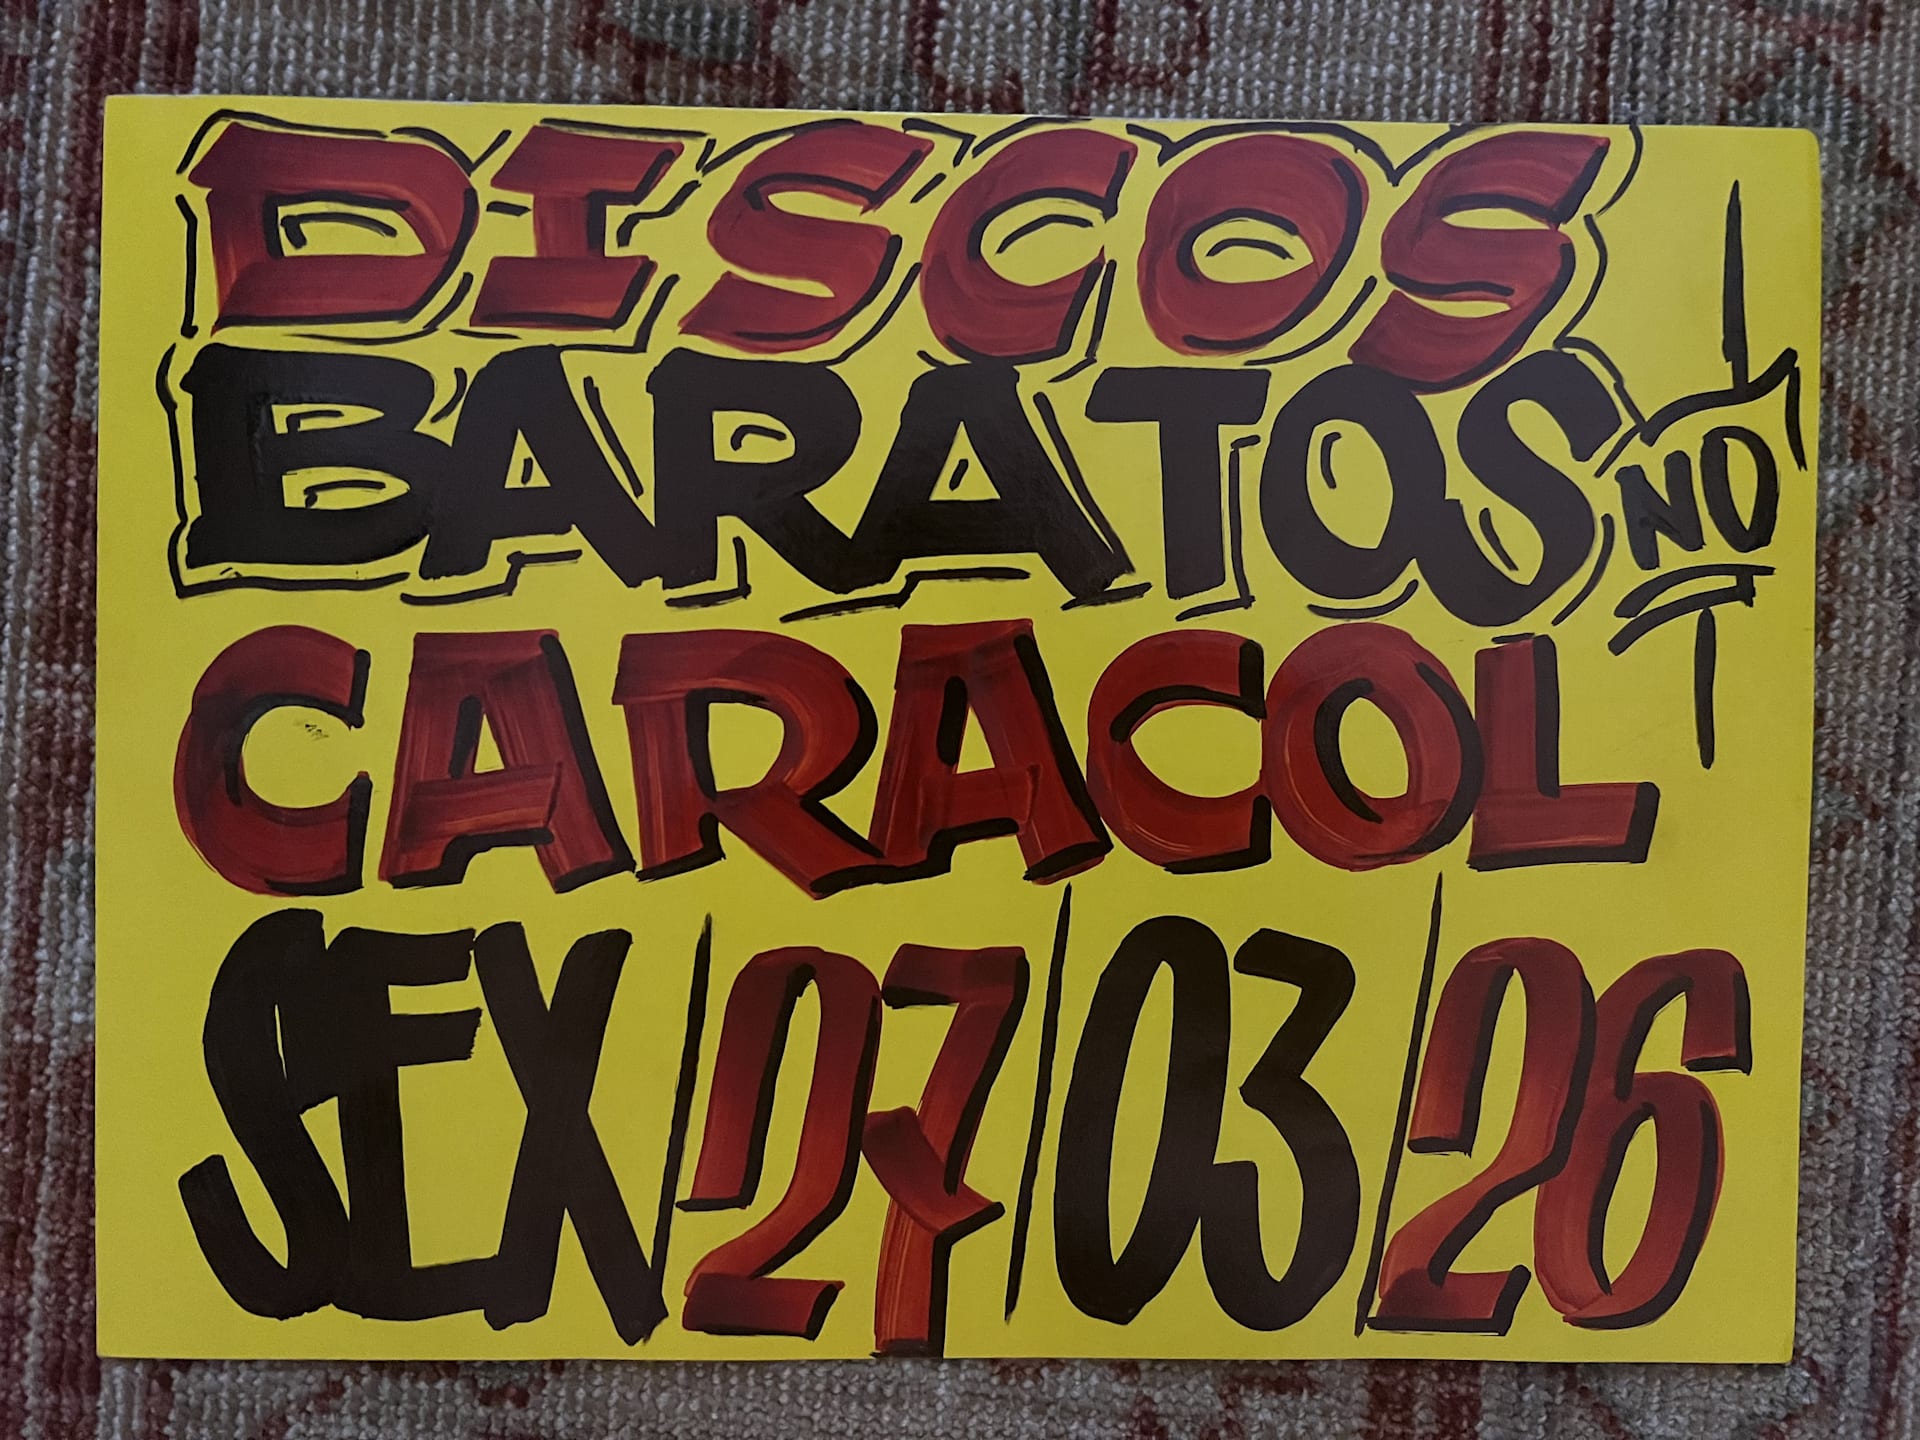 DISCOS
BARATOS NO
CARACOL
SEX/27/03/26